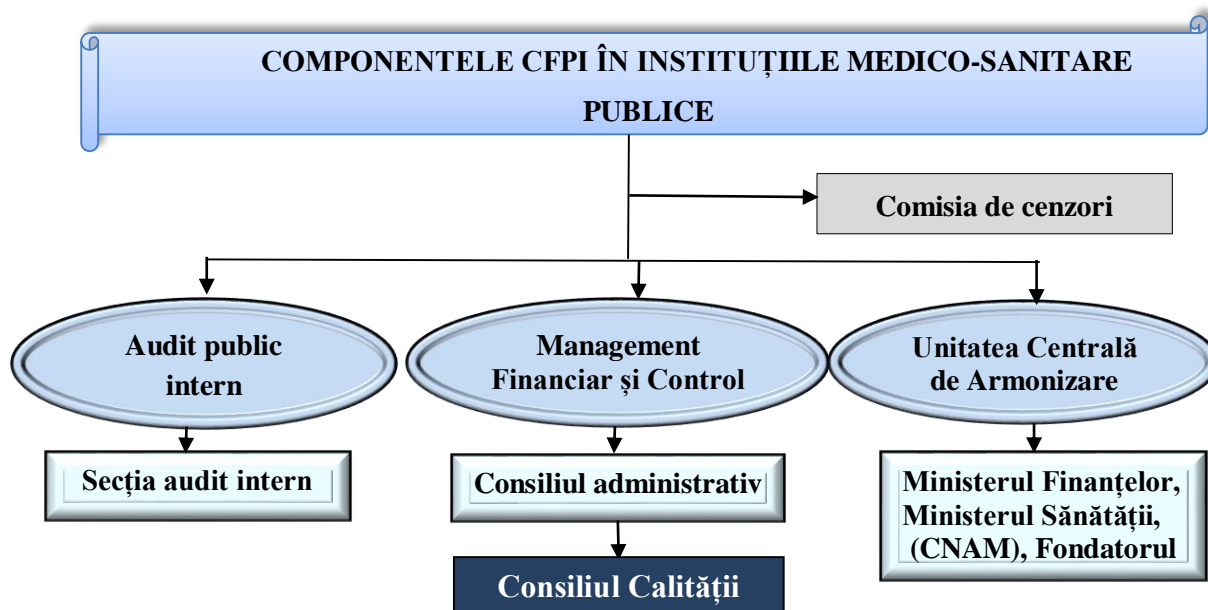 COMPONENTELE CFPI ÎN INSTITUȚIILE MEDICO-SANITARE
PUBLICE
Comisia de cenzori
Audit public
intern
Management
Financiar și Control
Unitatea Centrală
de Armonizare
Secția audit intern
Consiliul administrativ
Ministerul Finanțelor,
Ministerul Sănătății,
(CNAM), Fondatorul
Consiliul Calității